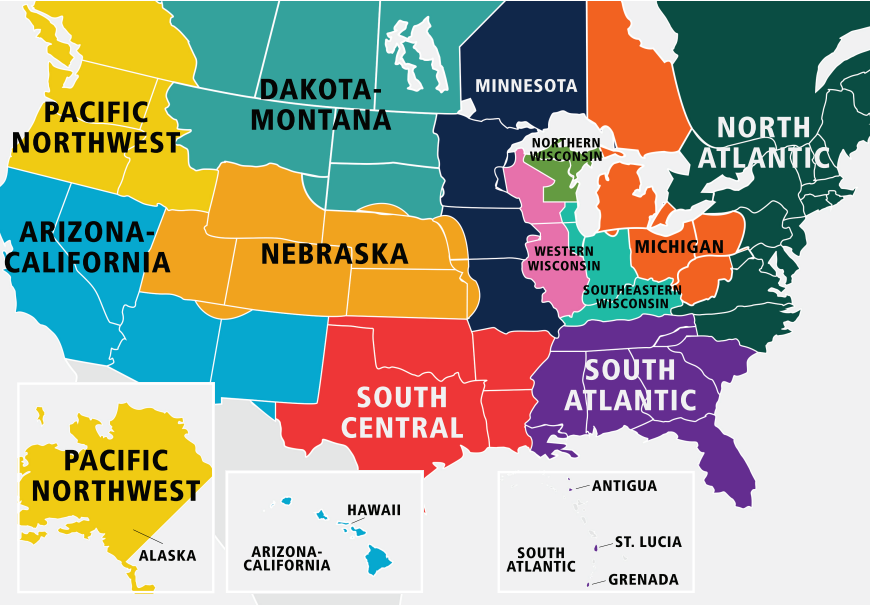 DAKOTA-
MONTANA
MINNESOTA
PACIFIC
NORTHWEST
NORTH
ATLANTIC
NORTHERN
WISCONSIN
ARIZONA-
CALIFORNIA
NEBRASKA
WESTERN
WISCONSIN
MICHIGAN
SOUTHEASTERN
WISCONSIN
SOUTH
CENTRAL
SOUTH
ATLANTIC
PACIFIC
NORTHWEST
ALASKA
HAWAII
ARIZONA-
CALIFORNIA
ANTIGUA
ST. LUCIA
SOUTH
ATLANTIC
GRENADA